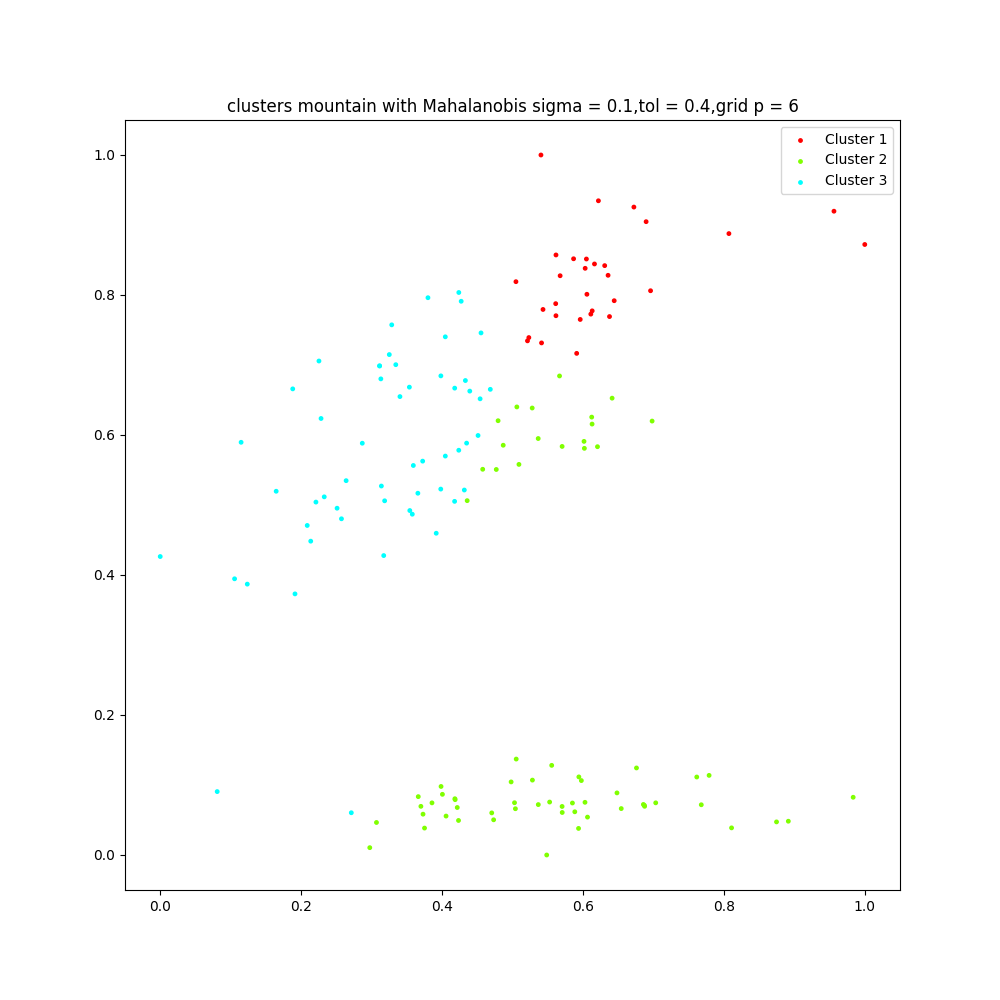 clusters mountain with Mahalanobis sigma = 0.1,tol = 0.4,grid p = 6
Cluster 1
Cluster 2
Cluster 3
1.0
0.8
0.6
0.4
0.2
0.0
0.0 0.2 0.4 0.6 0.8 1.0